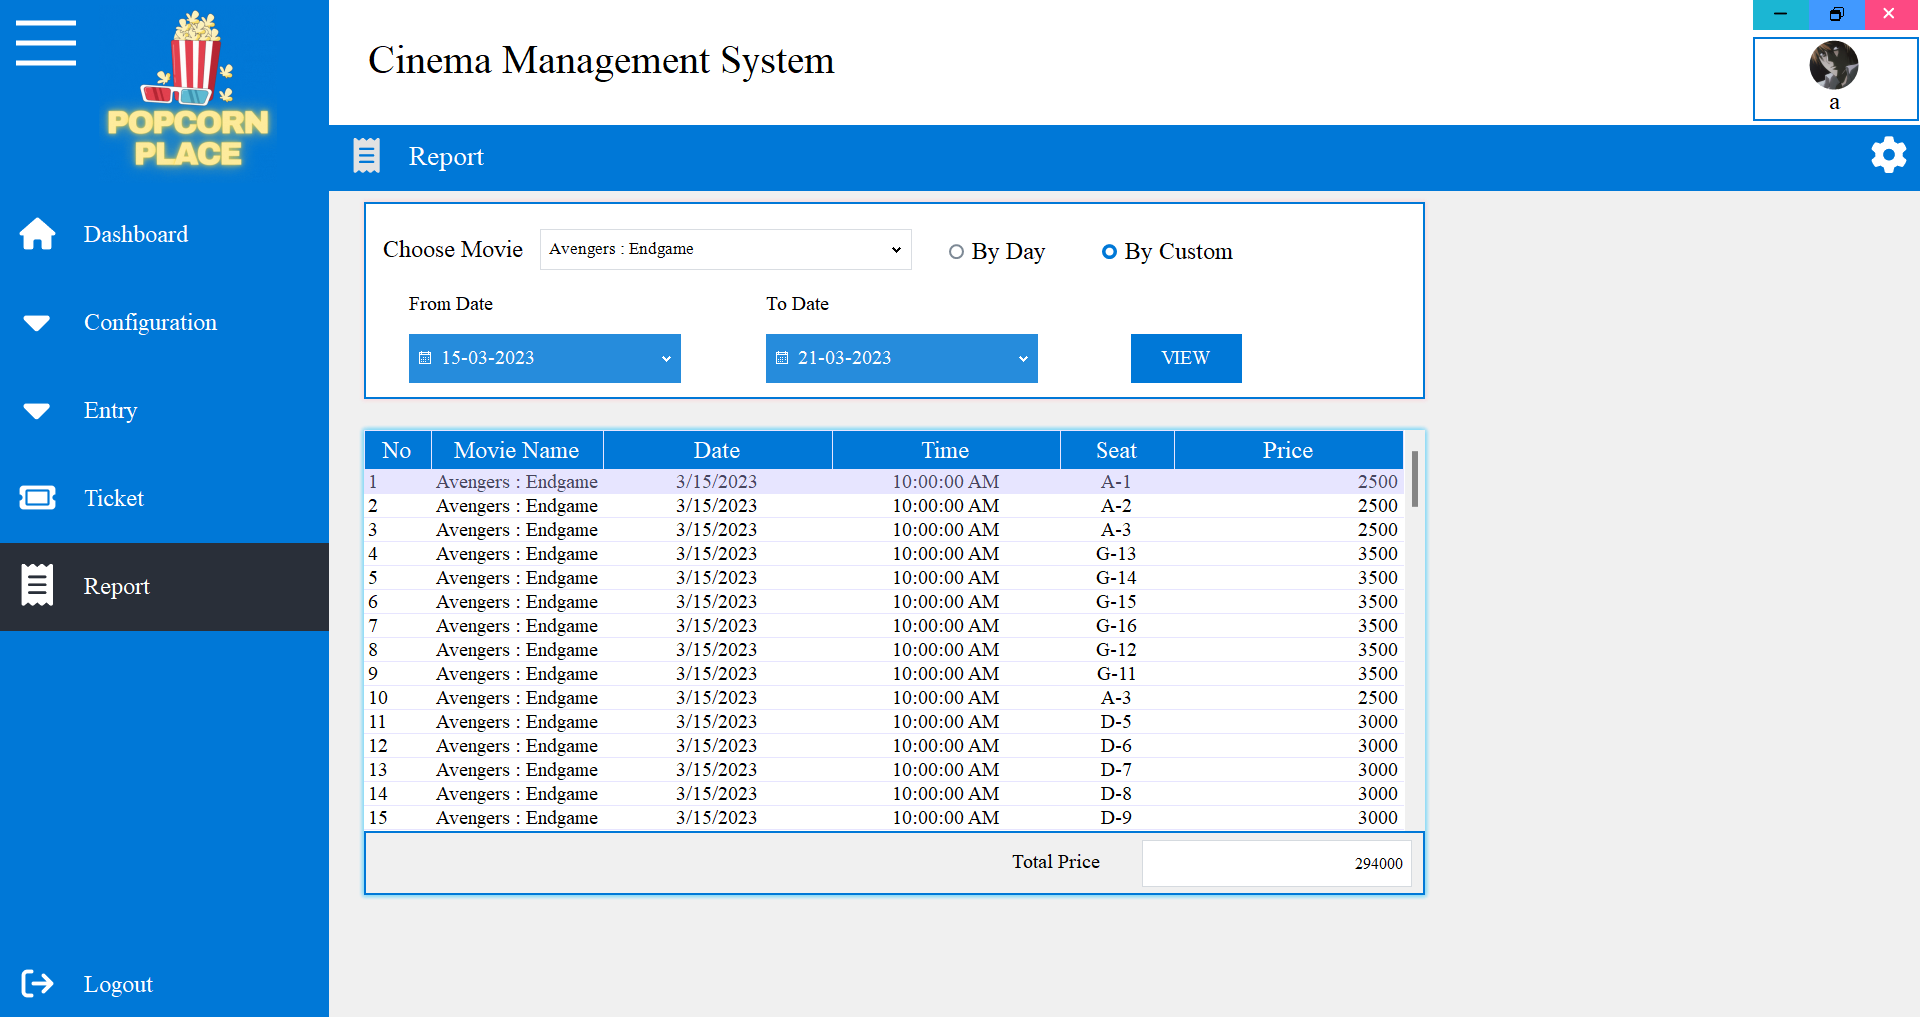 POPCORN
PLACE
Dashboard
Configuration
Entry
Ticket
Report
Logout
Cinema Management System
a
Report
Choose Movie Avengers : Endgame By Day By Custom
From Date To Date
15-03-2023 21-03-2023 VIEW
No Movie Name Date Time Seat Price
1 Avengers : Endgame 3/15/2023 10:00:00 AM A-1 2500
2 Avengers : Endgame 3/15/2023 10:00:00 AM A-2 2500
3 Avengers : Endgame 3/15/2023 10:00:00 AM A-3 2500
4 Avengers : Endgame 3/15/2023 10:00:00 AM G-13 3500
5 Avengers : Endgame 3/15/2023 10:00:00 AM G-14 3500
6 Avengers : Endgame 3/15/2023 10:00:00 AM G-15 3500
7 Avengers : Endgame 3/15/2023 10:00:00 AM G-16 3500
8 Avengers : Endgame 3/15/2023 10:00:00 AM G-12 3500
9 Avengers : Endgame 3/15/2023 10:00:00 AM G-11 3500
10 Avengers : Endgame 3/15/2023 10:00:00 AM A-3 2500
11 Avengers : Endgame 3/15/2023 10:00:00 AM D-5 3000
12 Avengers : Endgame 3/15/2023 10:00:00 AM D-6 3000
13 Avengers : Endgame 3/15/2023 10:00:00 AM D-7 3000
14 Avengers : Endgame 3/15/2023 10:00:00 AM D-8 3000
15 Avengers : Endgame 3/15/2023 10:00:00 AM D-9 3000
Total Price 294000